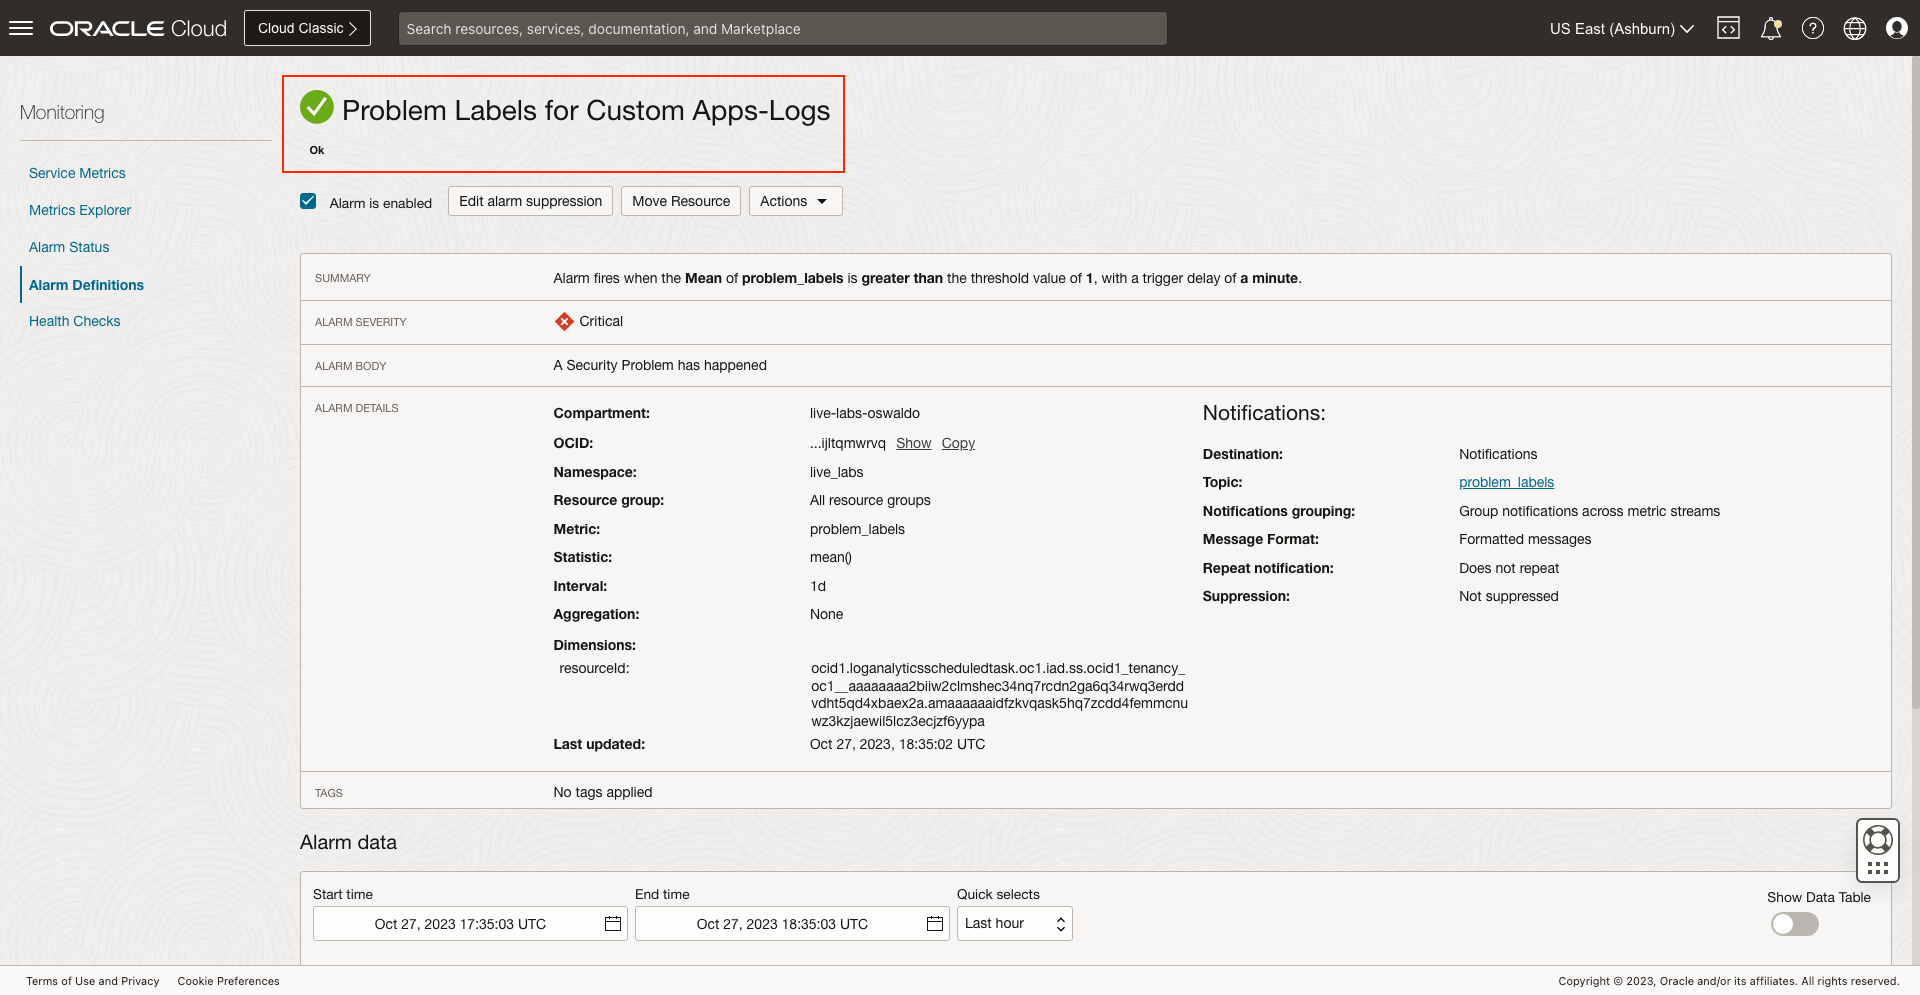 ORACLE Cloud
Cloud Classic
Search resources, services, documentation, and Marketplace
US East (Ashburn)
Monitoring
Service Metrics
Metrics Explorer
Alarm Status
Alarm Definitions
Health Checks
Problem Labels for Custom Apps-Logs
Ok
Alarm is enabled
Edit alarm suppression
Move Resource
Actions
SUMMARY
Alarm fires when the Mean of problem_labels is greater than the threshold value of 1, with a trigger delay of a minute.
ALARM SEVERITY
Critical
ALARM BODY
A Security Problem has happened
ALARM DETAILS
Compartment: live-labs-oswaldo
OCID: ...ijltqmwrvq Show Copy
Namespace: live_labs
Resource group: All resource groups
Metric: problem_labels
Statistic: mean()
Interval: 1d
Aggregation: None
Dimensions:
resourceId: ocid1.loganalyticsscheduledtask.oc1.iad.ss.ocid1_tenancy_
oc1__aaaaaaaa2biiw2clmshec34nq7rcdn2ga6q34rwq3erdd
vdht5qd4xbaex2a.amaaaaaaidfzkvqask5hq7zcdd4femmcnu
wz3kzjaewil5lcz3ecjzf6yypa
Last updated: Oct 27, 2023, 18:35:02 UTC
Notifications:
Destination: Notifications
Topic: problem_labels
Notifications grouping: Group notifications across metric streams
Message Format: Formatted messages
Repeat notification: Does not repeat
Suppression: Not suppressed
TAGS
No tags applied
Alarm data
Start time
Oct 27, 2023 17:35:03 UTC
End time
Oct 27, 2023 18:35:03 UTC
Quick selects
Last hour
Show Data Table
Terms of Use and Privacy
Cookie Preferences
Copyright © 2023, Oracle and/or its affiliates. All rights reserved.